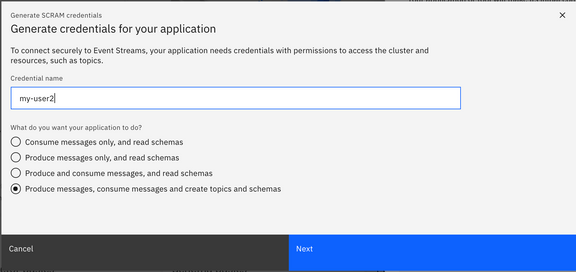 Generate SCRAM credentials
Generate credentials for your application
To connect securely to Event Streams, your application needs credentials with permissions to access the cluster and
resources, such as topics.
Credential name
my-user2
What do you want your application to do?
Consume messages only, and read schemas
Produce messages only, and read schemas
Produce and consume messages, and read schemas
Produce messages, consume messages and create topics and schemas
Cancel
Next